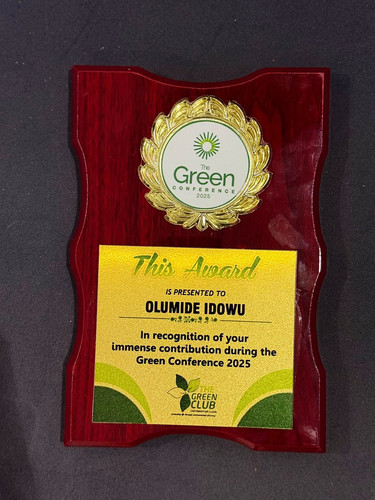 The
Green
CONFERENCE
2025
This Award
IS PRESENTED TO
OLUMIDE IDOWU
In recognition of your
immense contribution during the
Green Conference 2025
THE
GREEN
CLUB